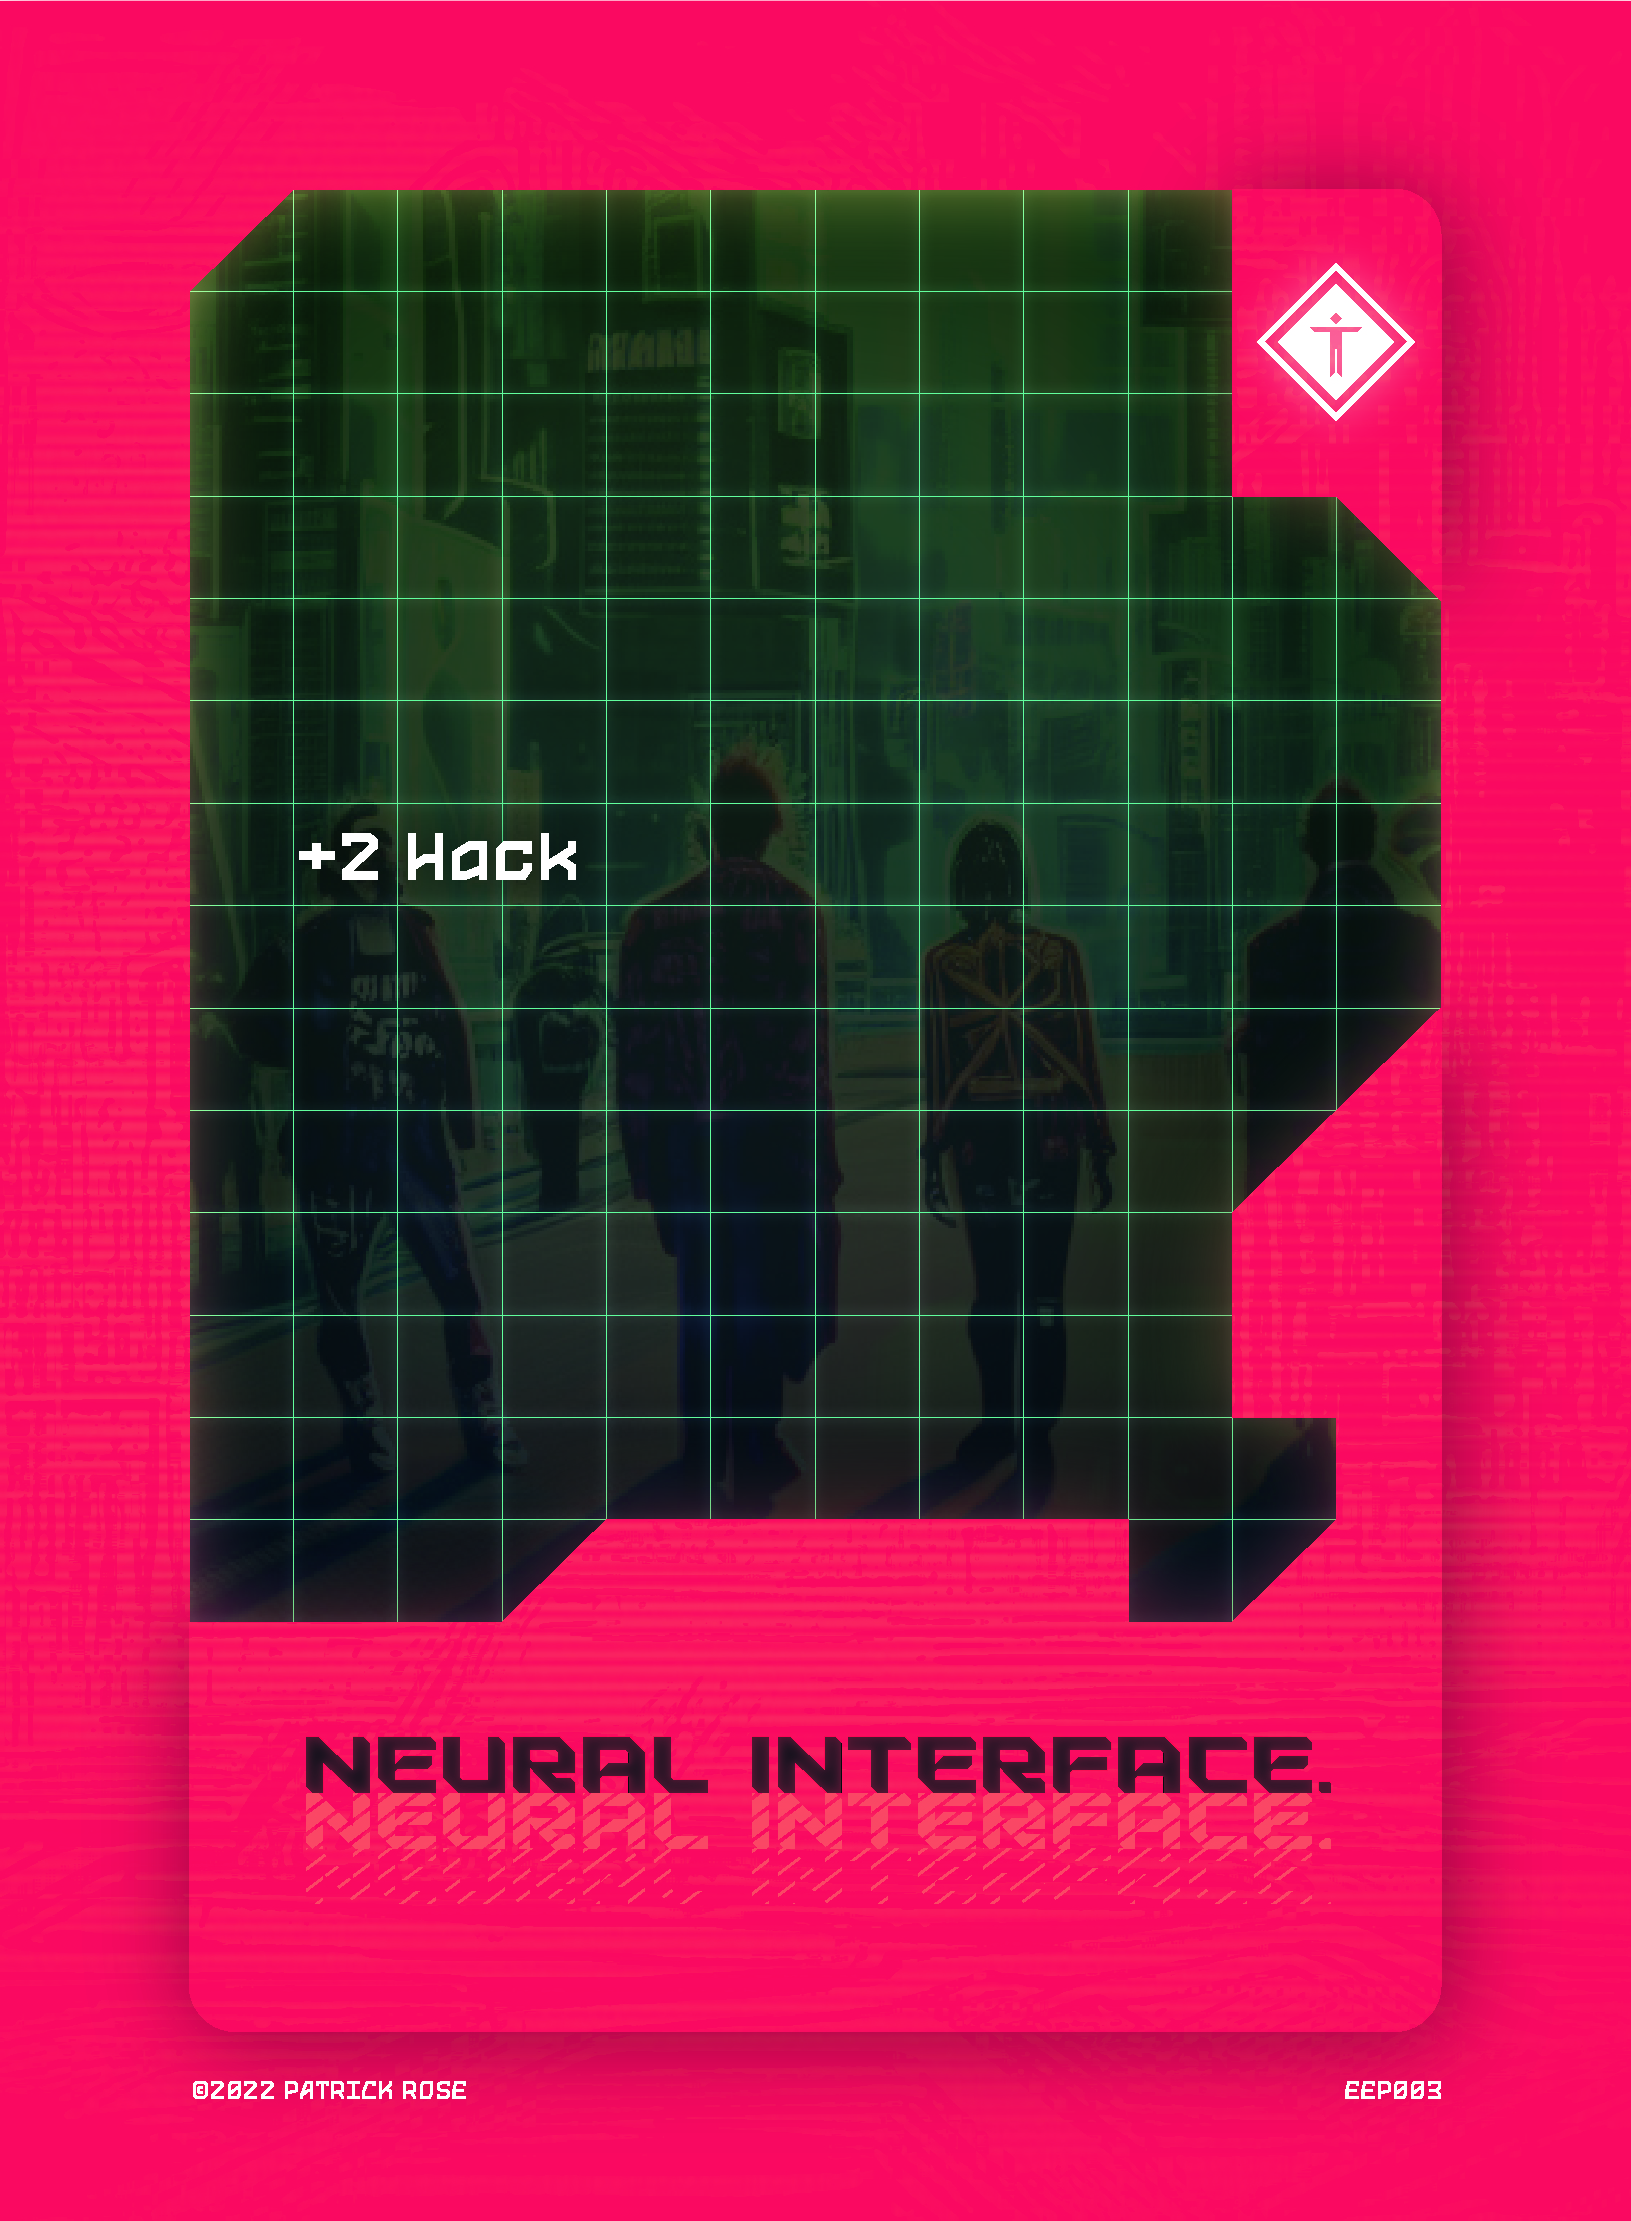 +2 Hack
NEURAL INTERFACE.
NEURAL INTERFACE.
©2022 PATRICK ROSE
EEP003